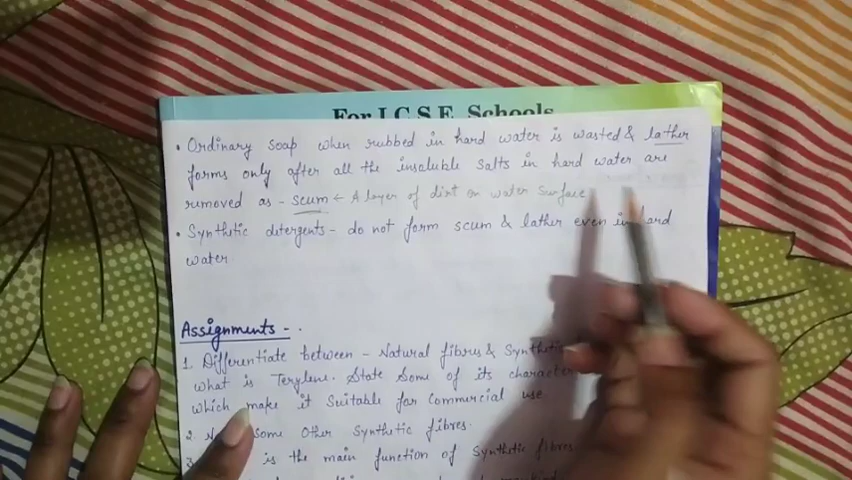 For I.C.S.E. Schools
• Ordinary soap when rubbed in hard water is wasted & lather
forms only after all the insoluble salts in hard water are
removed as - scum ← A layer of dirt on water surface
• Synthetic detergents - do not form scum & lather even in hard
water
Assignments - .
1. Differentiate between - Natural fibres & Synthetic
what is Terylene. State some of its character
which make it suitable for commercial use.
2. some other synthetic fibres.
3 is the main function of synthetic fibres